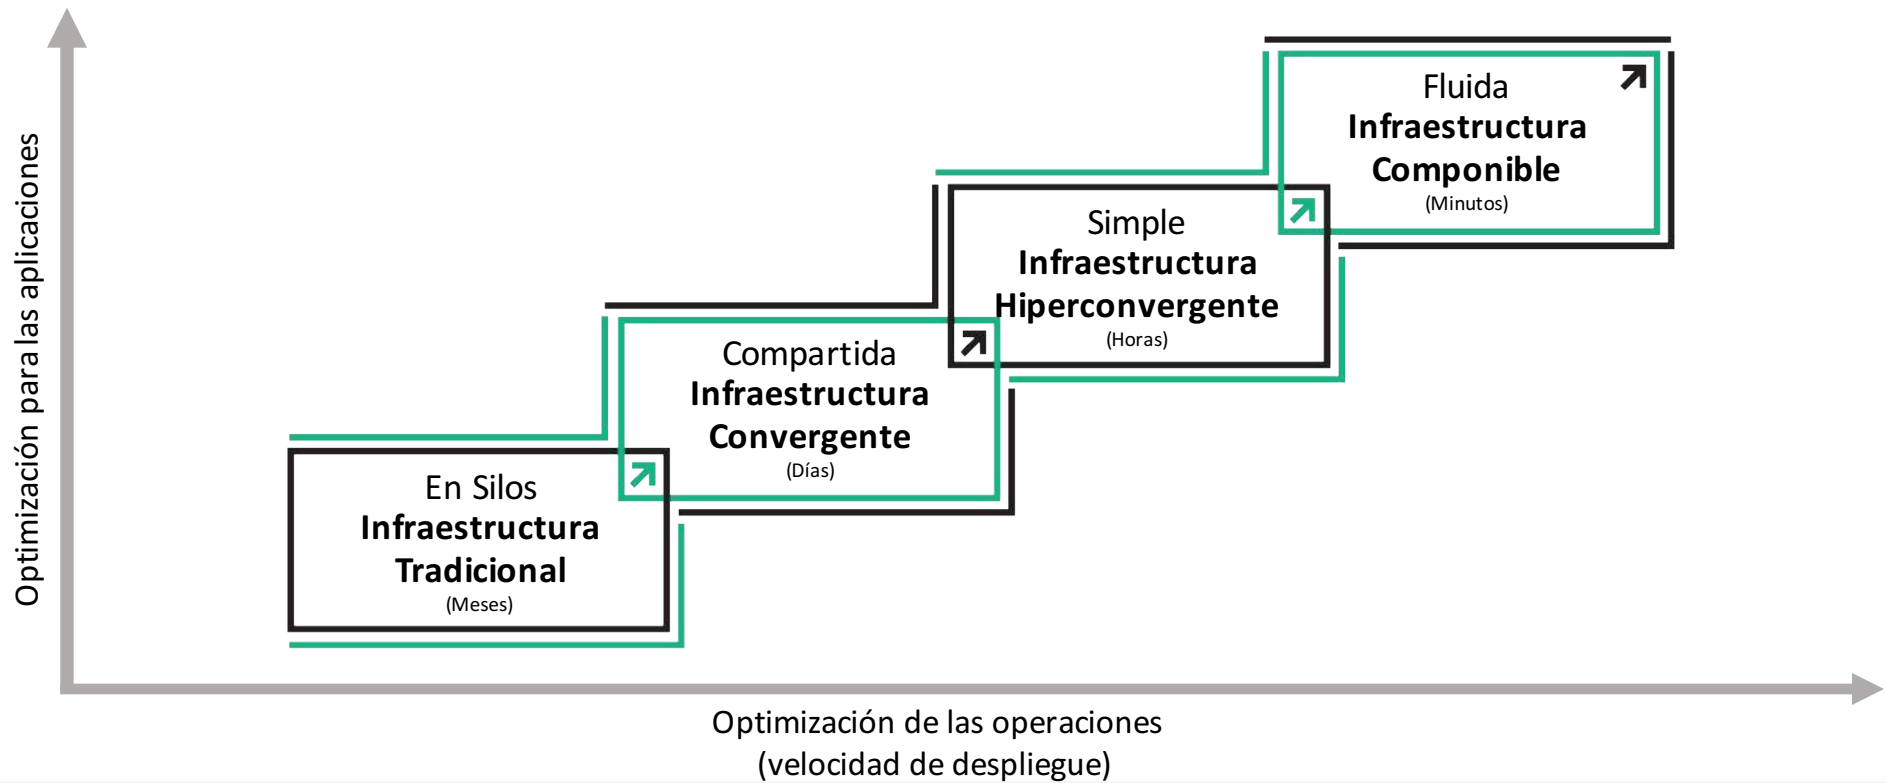 Optimización para las aplicaciones
Fluida
Infraestructura
Componible
(Minutos)
Simple
Infraestructura
Hiperconvergente
(Horas)
Compartida
Infraestructura
Convergente
(Días)
En Silos
Infraestructura
Tradicional
(Meses)
Optimización de las operaciones
(velocidad de despliegue)